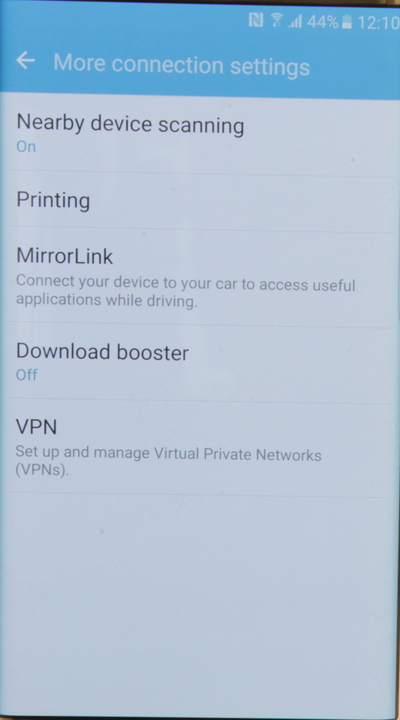 44% 12:10
More connection settings
Nearby device scanning
On
Printing
MirrorLink
Connect your device to your car to access useful
applications while driving.
Download booster
Off
VPN
Set up and manage Virtual Private Networks
(VPNs).